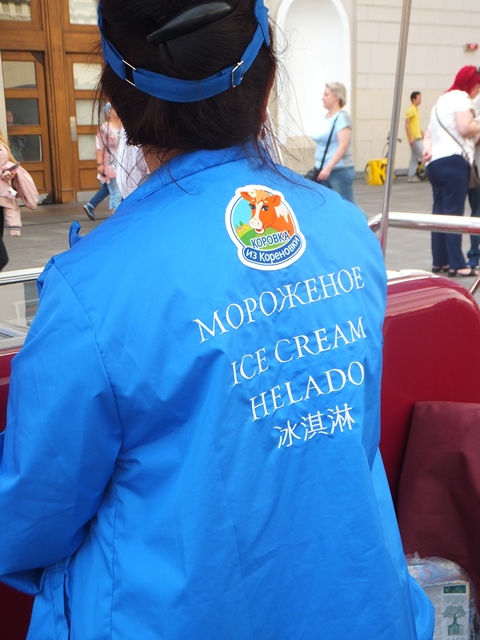 КОРОВКА
ИЗ КОРЕНОВКИ
МОРОЖЕНОЕ
ICE CREAM
HELADO
冰淇淋